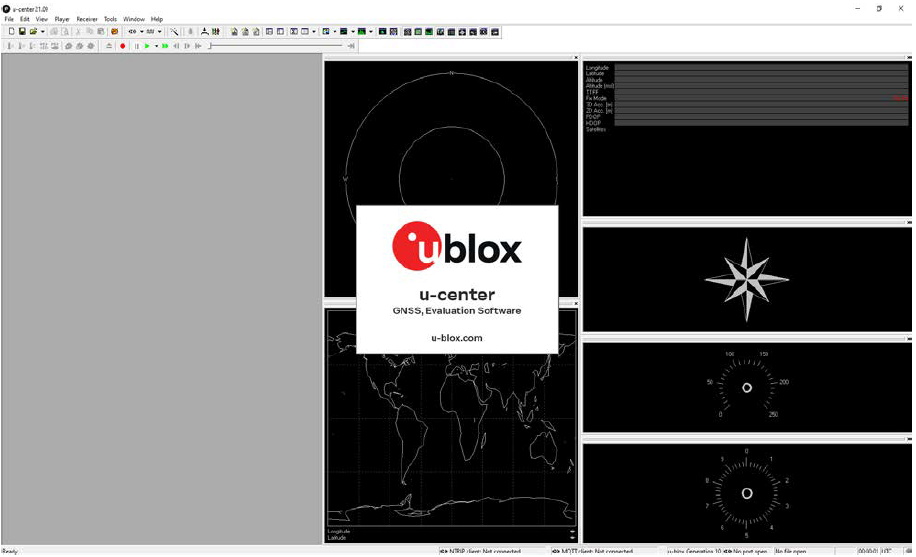 u-center 21.09
File Edit View Player Receiver Tools Window Help
N
W
Longitude
Latitude
Altitude
Altitude (msl)
TTFF
Fix Mode
3D Acc. [m]
2D Acc. [m]
PDOP
HDOP
Satellites
ublox
u-center
GNSS, Evaluation Software
u-blox.com
100 150
50 200
0 250
0
1
2
3
4
5
6
7
8
Longitude
Latitude
Ready
NTRIP client: Not connected
MQTT client: Not connected
u-blox Generation 10
No port open
No file open
00:00:01
UTC